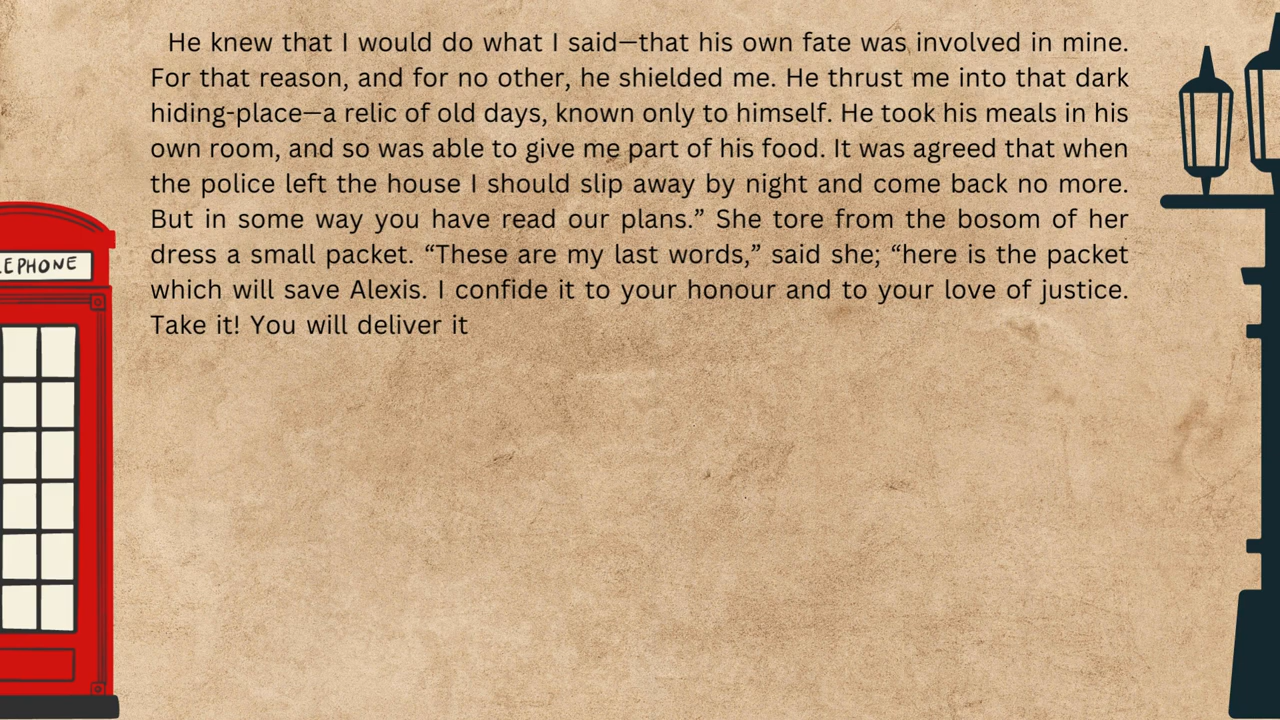 He knew that I would do what I said—that his own fate was involved in mine.
For that reason, and for no other, he shielded me. He thrust me into that dark
hiding-place—a relic of old days, known only to himself. He took his meals in his
own room, and so was able to give me part of his food. It was agreed that when
the police left the house I should slip away by night and come back no more.
But in some way you have read our plans.” She tore from the bosom of her
dress a small packet. “These are my last words,” said she; “here is the packet
which will save Alexis. I confide it to your honour and to your love of justice.
Take it! You will deliver it
LEPHONE